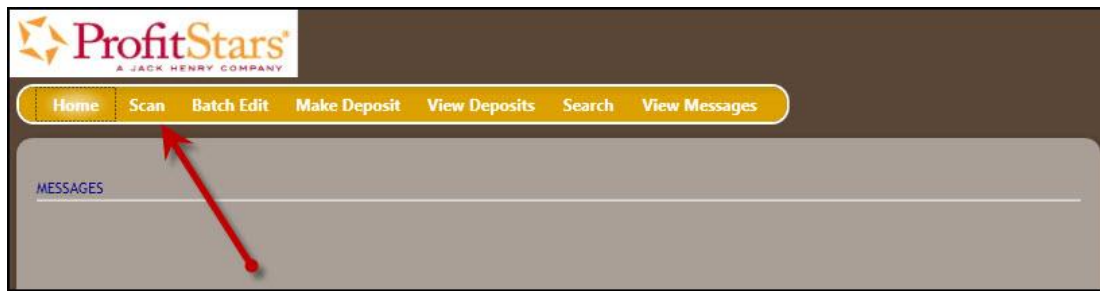 ProfitStars®
A JACK HENRY COMPANY
Home Scan Batch Edit Make Deposit View Deposits Search View Messages
MESSAGES